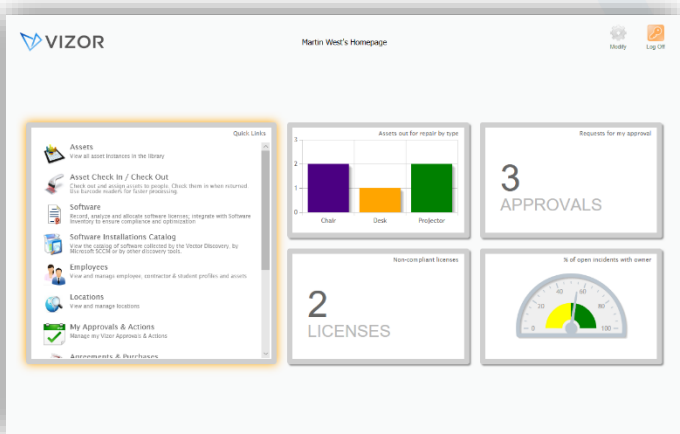 VIZOR
Martin West's Homepage
Modify
Log Off
Quick Links
Assets
View all asset instances in the library
Asset Check In / Check Out
Check out and assign assets to people. Check them in when returned.
Use barcode readers for faster processing.
Software
Record, analyze and allocate software licenses; integrate with Software
Inventory to ensure compliance and optimization
Software Installations Catalog
View the catalog of software collected by the Vector Discovery, by
Microsoft SCCM or by other discovery tools.
Employees
View and manage employee, contractor & student profiles and assets
Locations
View and manage locations
My Approvals & Actions
Manage my Vizor Approvals & Actions
Agreements & Purchases
Assets out for repair by type
3
2
1
0
Chair
Desk
Projector
Requests for my approval
3
APPROVALS
Non-compliant licenses
2
LICENSES
% of open incidents with owner
0
20
40
60
80
100